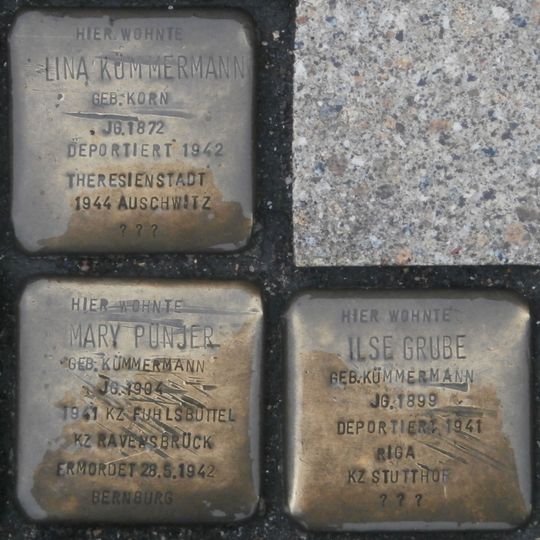 HIER WOHNTE
LINA KÜMMERMANN
GEB. KORN
JG. 1872
DEPORTIERT 1942
THERESIENSTADT
1944 AUSCHWITZ
? ? ?
HIER WOHNTE
MARY PÜNJER
GEB. KÜMMERMANN
JG. 1904
1941 KZ FUHLSBÜTTEL
KZ RAVENSBRÜCK
ERMORDET 28.5.1942
BERNBURG
HIER WOHNTE
ILSE GRUBE
GEB. KÜMMERMANN
JG. 1899
DEPORTIERT 1941
RIGA
KZ STUTTHOF
? ? ?